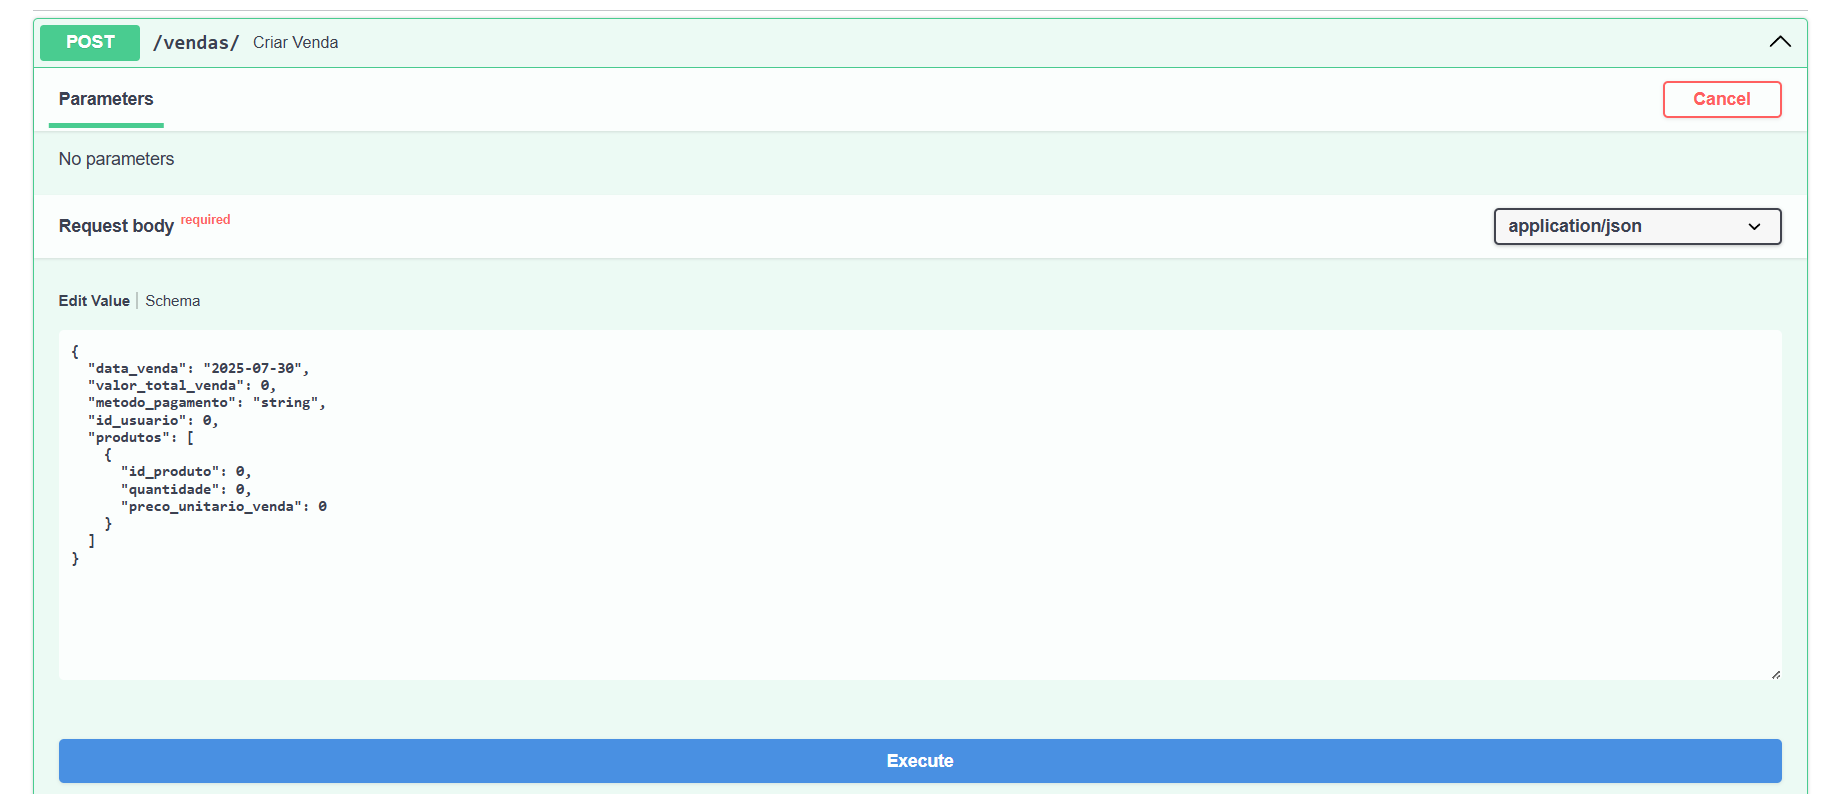 POST /vendas/ Criar Venda
Parameters
Cancel
No parameters
Request body required
application/json
Edit Value | Schema
{
  "data_venda": "2025-07-30",
  "valor_total_venda": 0,
  "metodo_pagamento": "string",
  "id_usuario": 0,
  "produtos": [
    {
      "id_produto": 0,
      "quantidade": 0,
      "preco_unitario_venda": 0
    }
  ]
}
Execute